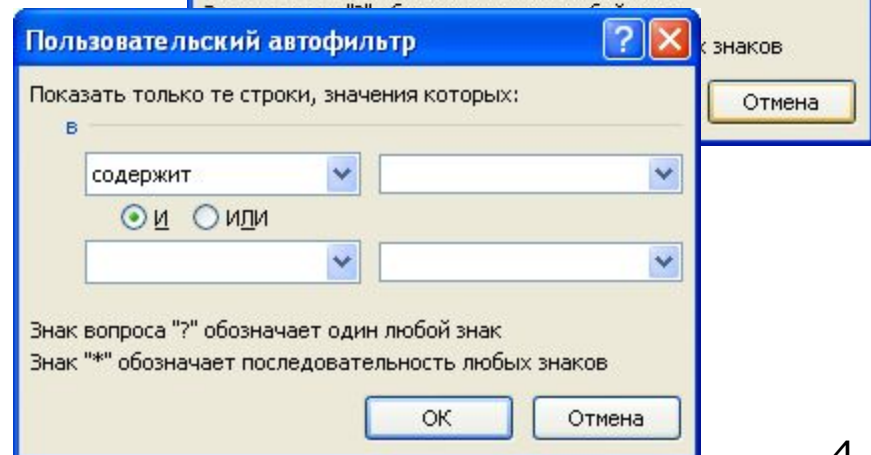 Пользовательский автофильтр
знаков
Отмена
Показать только те строки, значения которых:
в
содержит
И ИЛИ
Знак вопроса "?" обозначает один любой знак
Знак "*" обозначает последовательность любых знаков
ОК Отмена